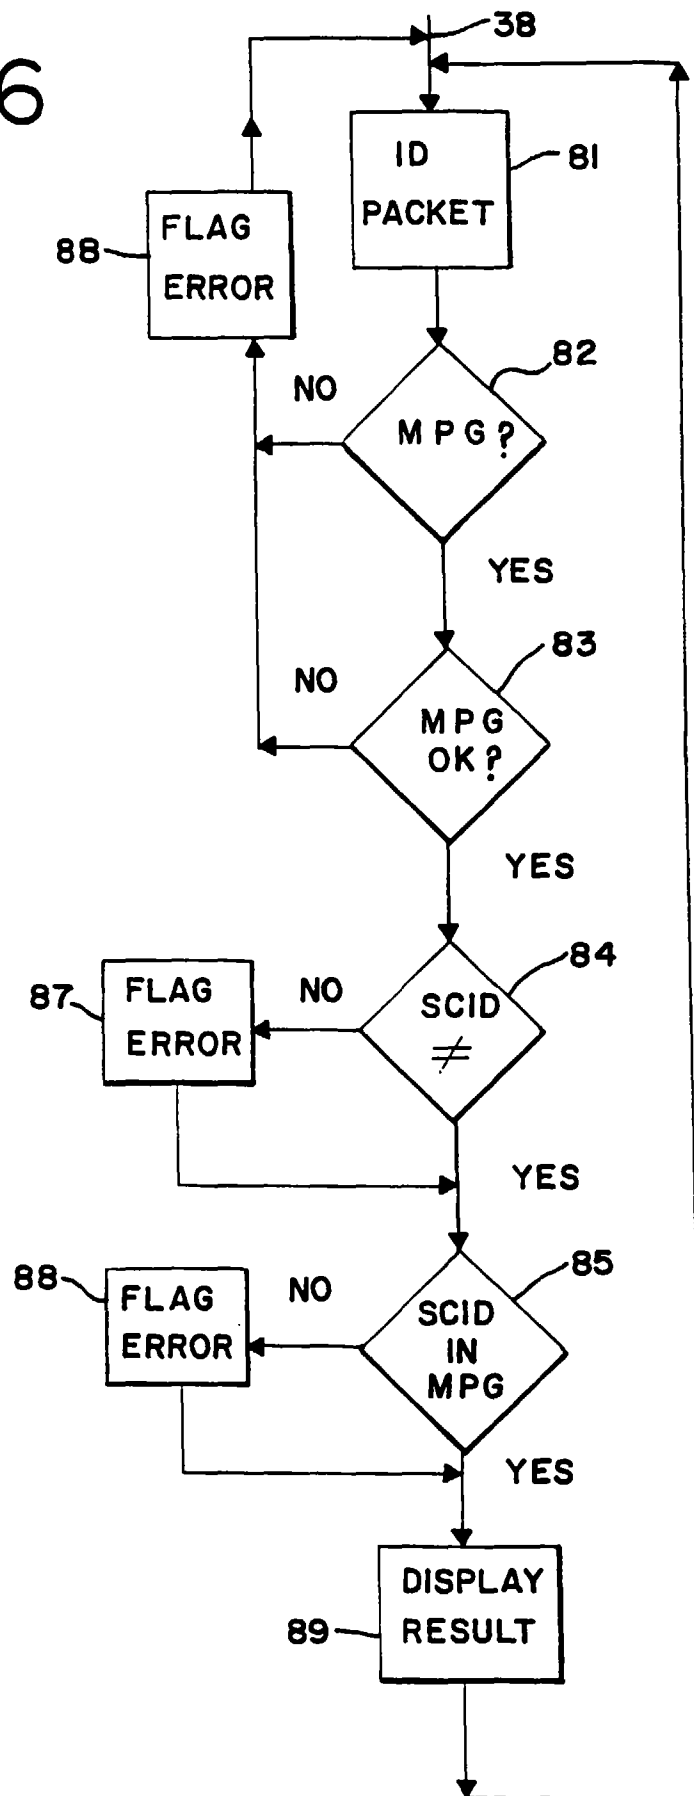 6
38
ID
PACKET
81
FLAG
ERROR
88
82
NO
MPG?
YES
83
NO
MPG
OK?
YES
84
87
FLAG
ERROR
NO
SCID
≠
YES
85
88
FLAG
ERROR
NO
SCID
IN
MPG
YES
DISPLAY
RESULT
89